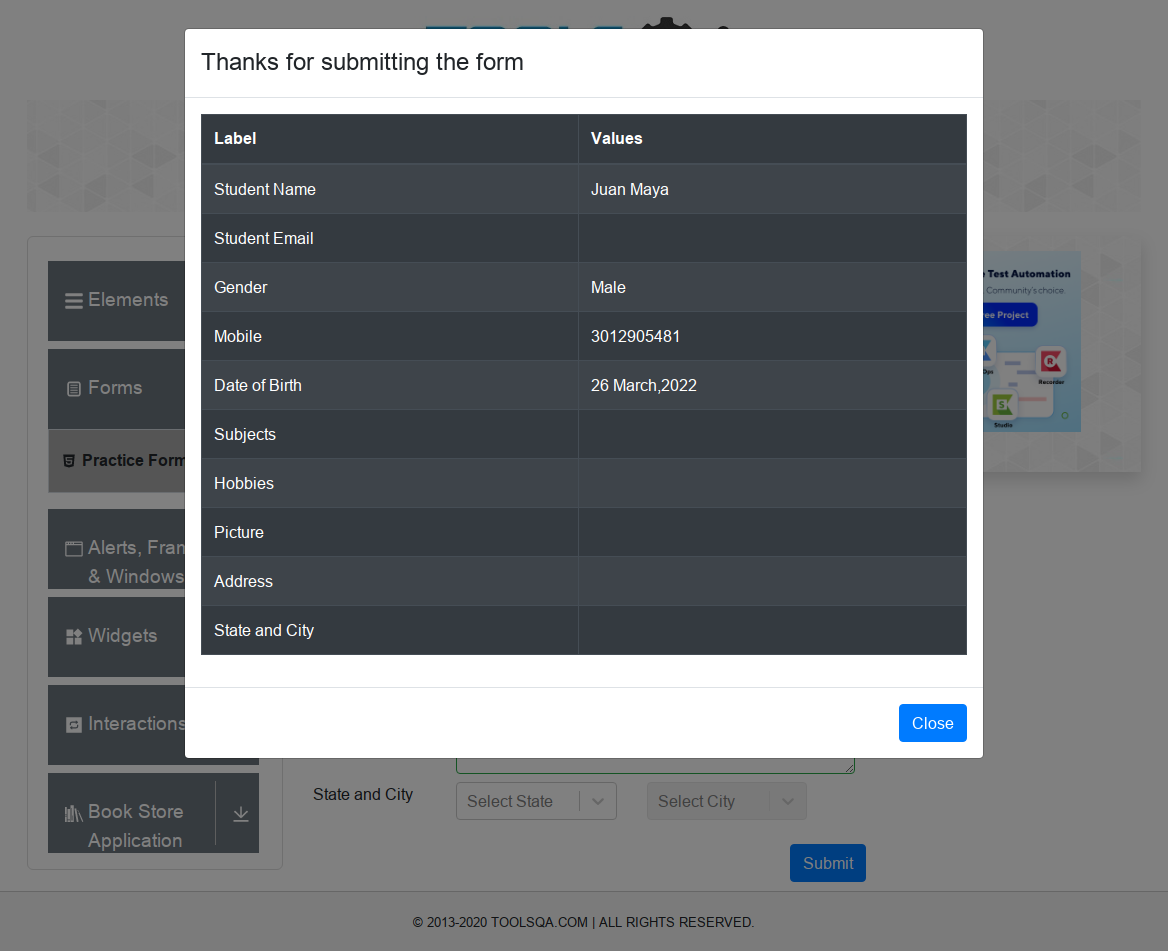 Thanks for submitting the form
Label Values
Student Name Juan Maya
Student Email
Gender Male
Mobile 3012905481
Date of Birth 26 March,2022
Subjects
Hobbies
Picture
Address
State and City
Close
Elements
Forms
Practice Form
Alerts,
& Windows
Widgets
Interactions
Book Store
Application
Test Automation
Community's choice
Project
Recorder
Studio
State and City Select State Select City
Submit
© 2013-2020 TOOLSQA.COM | ALL RIGHTS RESERVED.